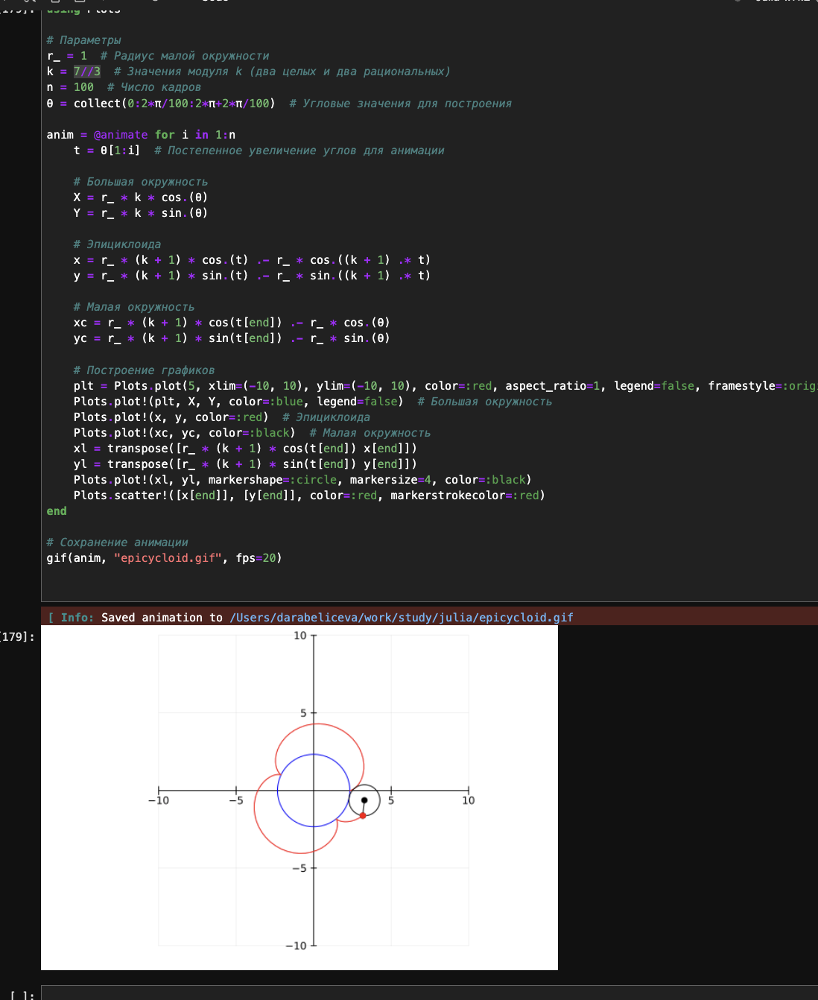 # Параметры
r_ = 1  # Радиус малой окружности
k = 7//3  # Значения модуля k (два целых и два рациональных)
n = 100  # Число кадров
θ = collect(0:2*π/100:2*π+2*π/100)  # Угловые значения для построения
anim = @animate for i in 1:n
    t = θ[1:i]  # Постепенное увеличение углов для анимации
    # Большая окружность
    X = r_ * k * cos.(θ)
    Y = r_ * k * sin.(θ)
    # Эпициклоида
    x = r_ * (k + 1) * cos.(t) .- r_ * cos.((k + 1) .* t)
    y = r_ * (k + 1) * sin.(t) .- r_ * sin.((k + 1) .* t)
    # Малая окружность
    xc = r_ * (k + 1) * cos(t[end]) .- r_ * cos.(θ)
    yc = r_ * (k + 1) * sin(t[end]) .- r_ * sin.(θ)
    # Построение графиков
    plt = Plots.plot(5, xlim=(-10, 10), ylim=(-10, 10), color=:red, aspect_ratio=1, legend=false, framestyle=:orig
    Plots.plot!(plt, X, Y, color=:blue, legend=false)  # Большая окружность
    Plots.plot!(x, y, color=:red)  # Эпициклоида
    Plots.plot!(xc, yc, color=:black)  # Малая окружность
    xl = transpose([r_ * (k + 1) * cos(t[end]) x[end]])
    yl = transpose([r_ * (k + 1) * sin(t[end]) y[end]])
    Plots.plot!(xl, yl, markershape=:circle, markersize=4, color=:black)
    Plots.scatter!([x[end]], [y[end]], color=:red, markerstrokecolor=:red)
end
# Сохранение анимации
gif(anim, "epicycloid.gif", fps=20)
[ Info: Saved animation to /Users/darabeliceva/work/study/julia/epicycloid.gif
[179]:
10
5
−10 −5 5 10
−5
−10
[ ]: